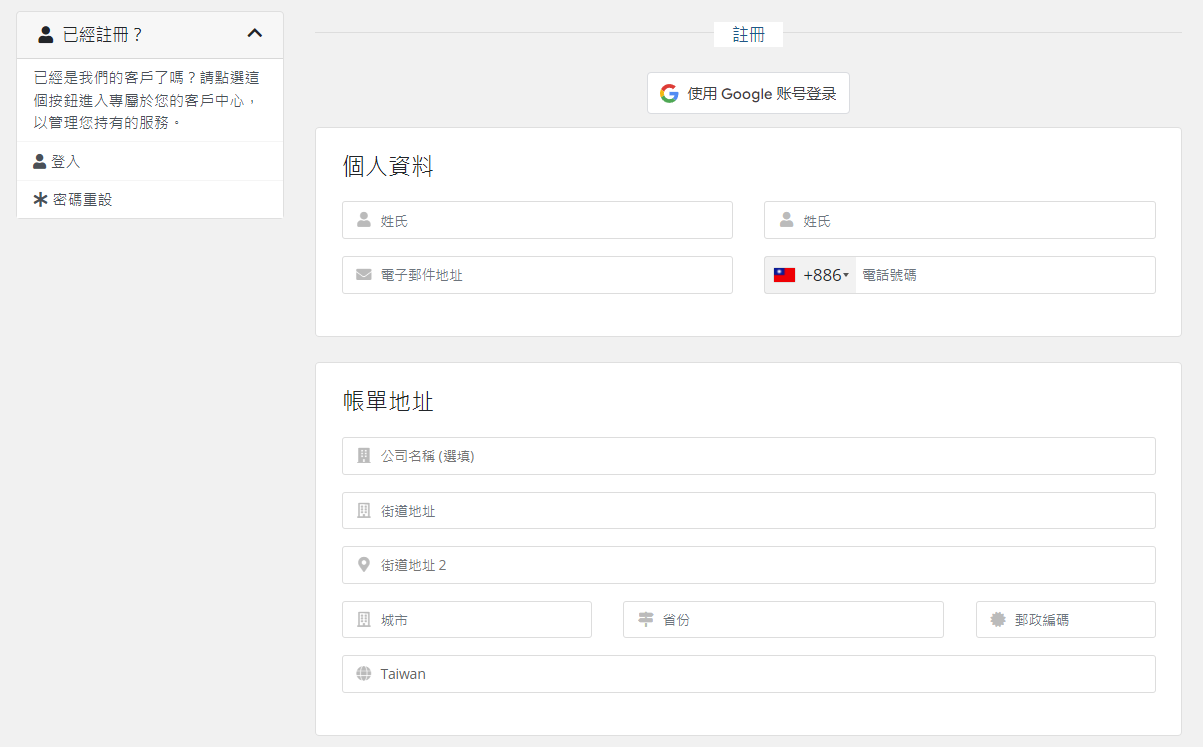 已經註冊？
已經是我們的客戶了嗎？請點選這
個按鈕進入專屬於您的客戶中心，
以管理您持有的服務。
登入
密碼重設
註冊
使用 Google 账号登录
個人資料
姓氏
姓氏
電子郵件地址
+886
電話號碼
帳單地址
公司名稱 (選填)
街道地址
街道地址 2
城市
省份
郵政編碼
Taiwan